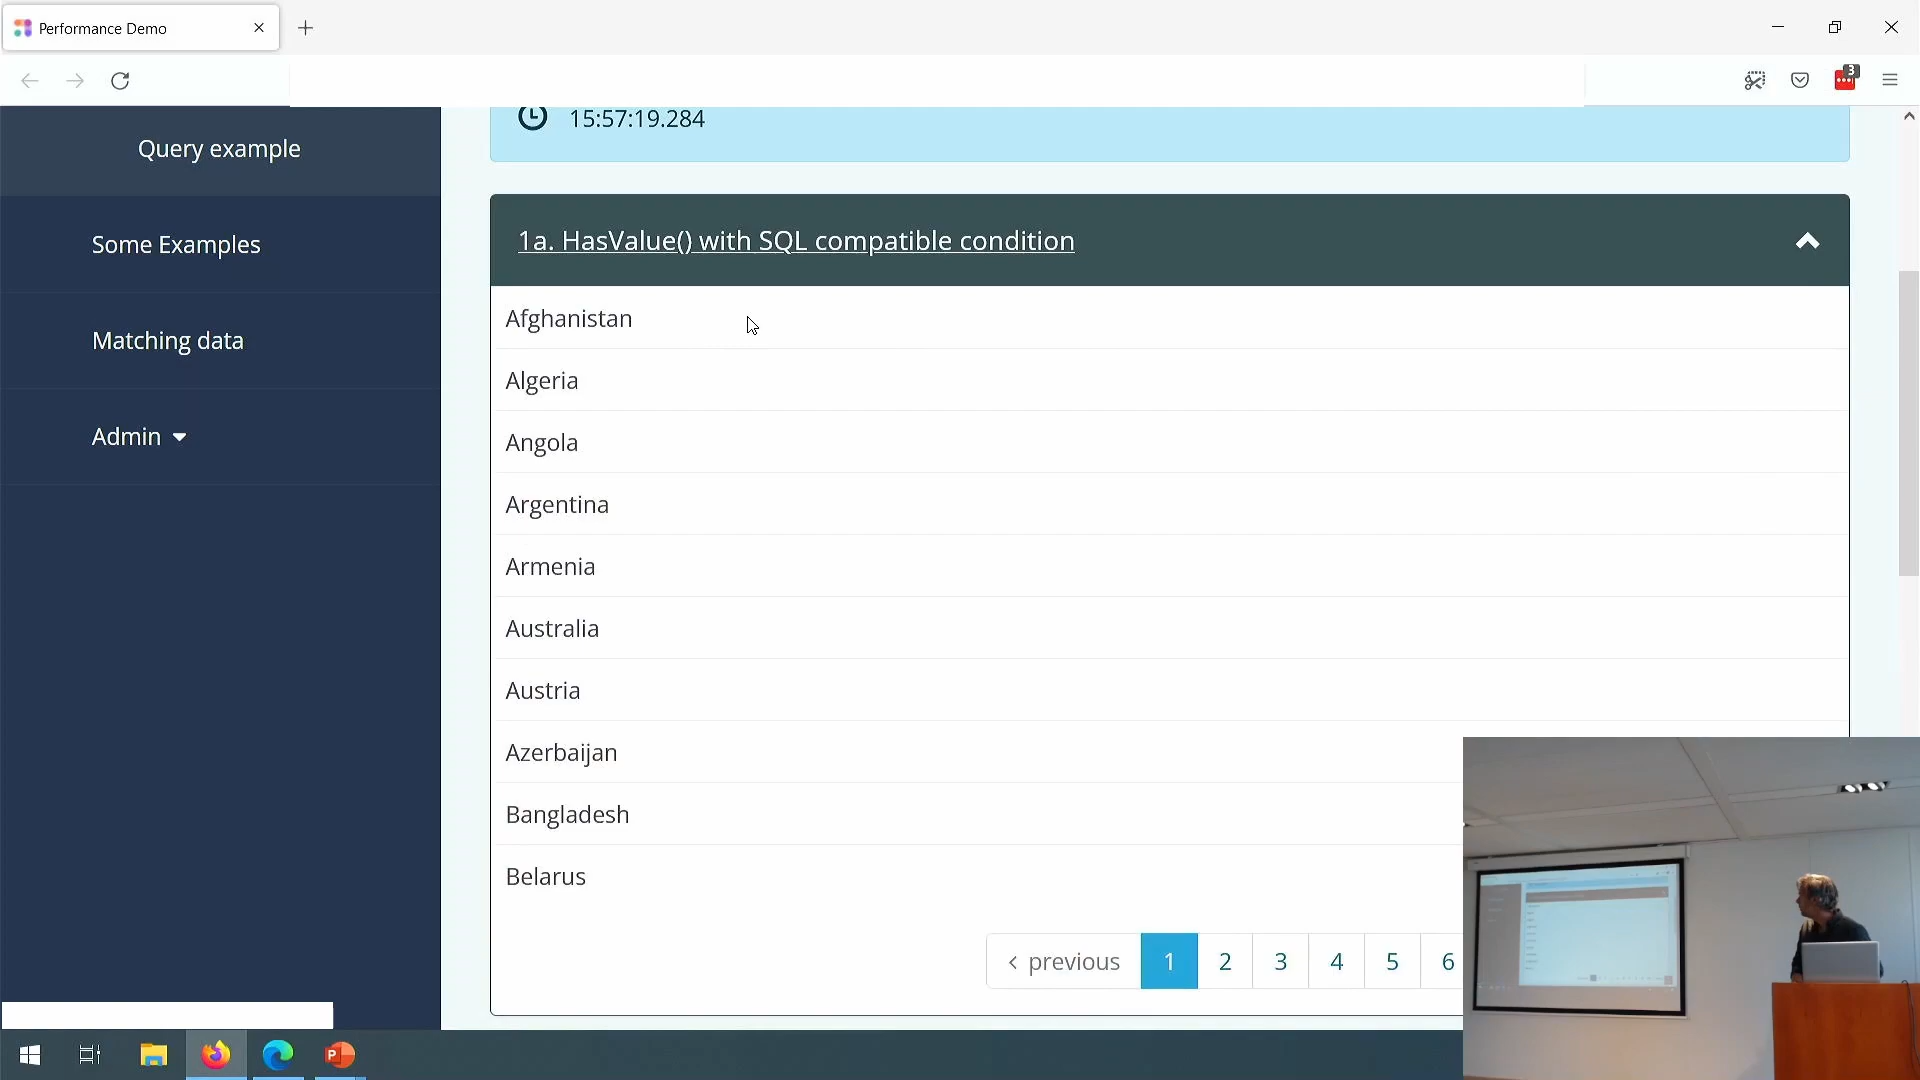 Performance Demo
3
Query example
Some Examples
Matching data
Admin
15:57:19.284
1a. HasValue() with SQL compatible condition
Afghanistan
Algeria
Angola
Argentina
Armenia
Australia
Austria
Azerbaijan
Bangladesh
Belarus
previous 1 2 3 4 5 6
P